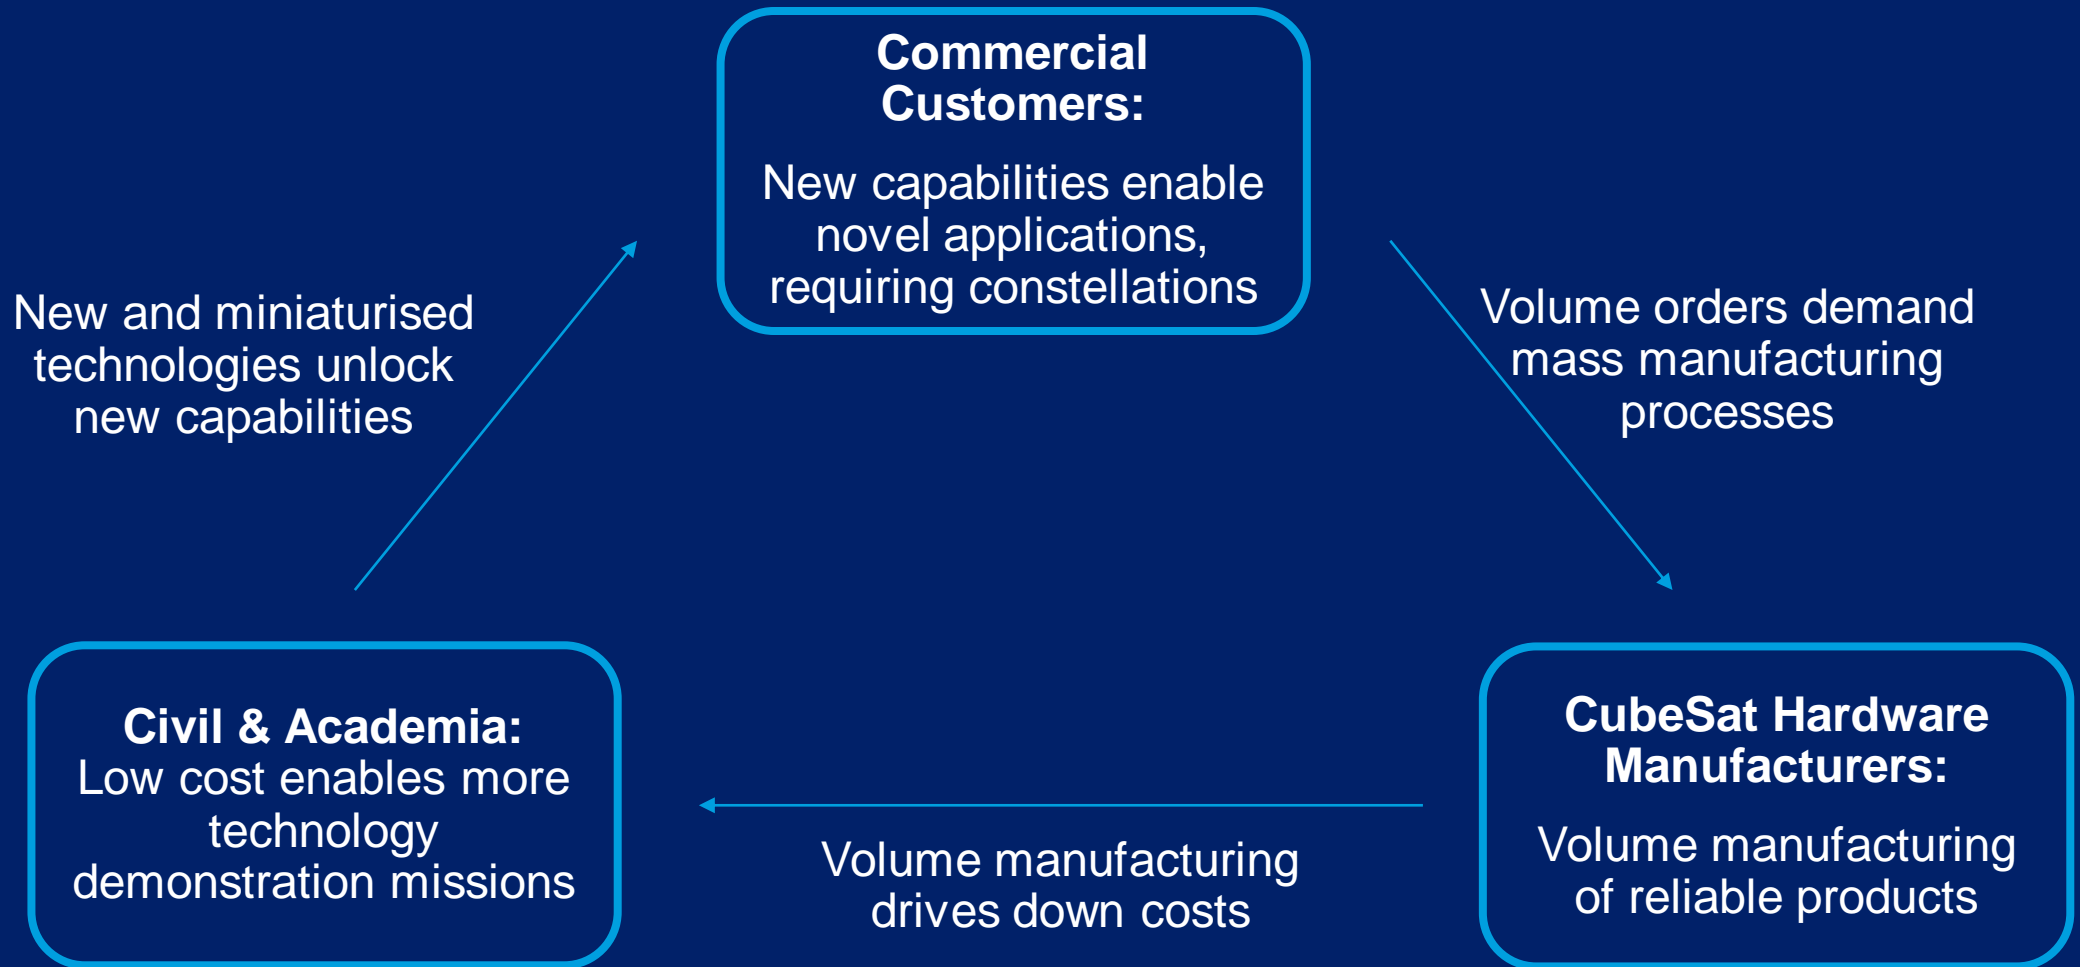 Commercial
Customers:
New capabilities enable
novel applications,
requiring constellations
New and miniaturised
technologies unlock
new capabilities
Volume orders demand
mass manufacturing
processes
Civil & Academia:
Low cost enables more
technology
demonstration missions
Volume manufacturing
drives down costs
CubeSat Hardware
Manufacturers:
Volume manufacturing
of reliable products